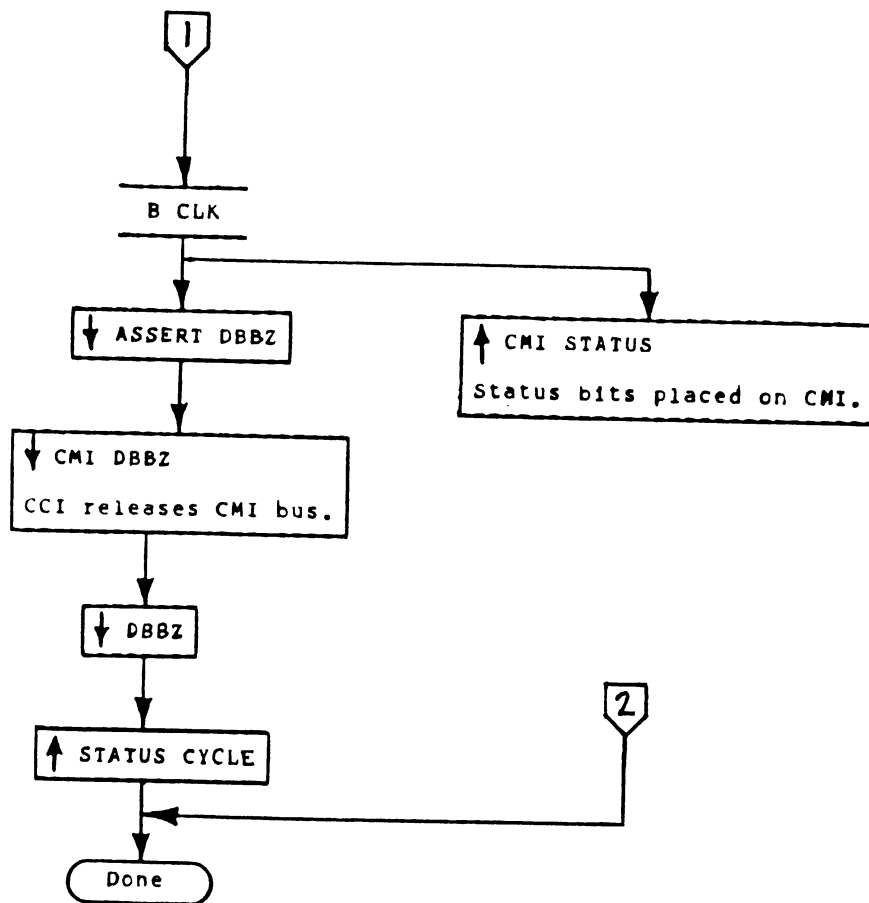 1
B CLK
↓ ASSERT DBBZ
↑ CMI STATUS
Status bits placed on CMI.
↓ CMI DBBZ
CCI releases CMI bus.
↓ DBBZ
2
↑ STATUS CYCLE
Done